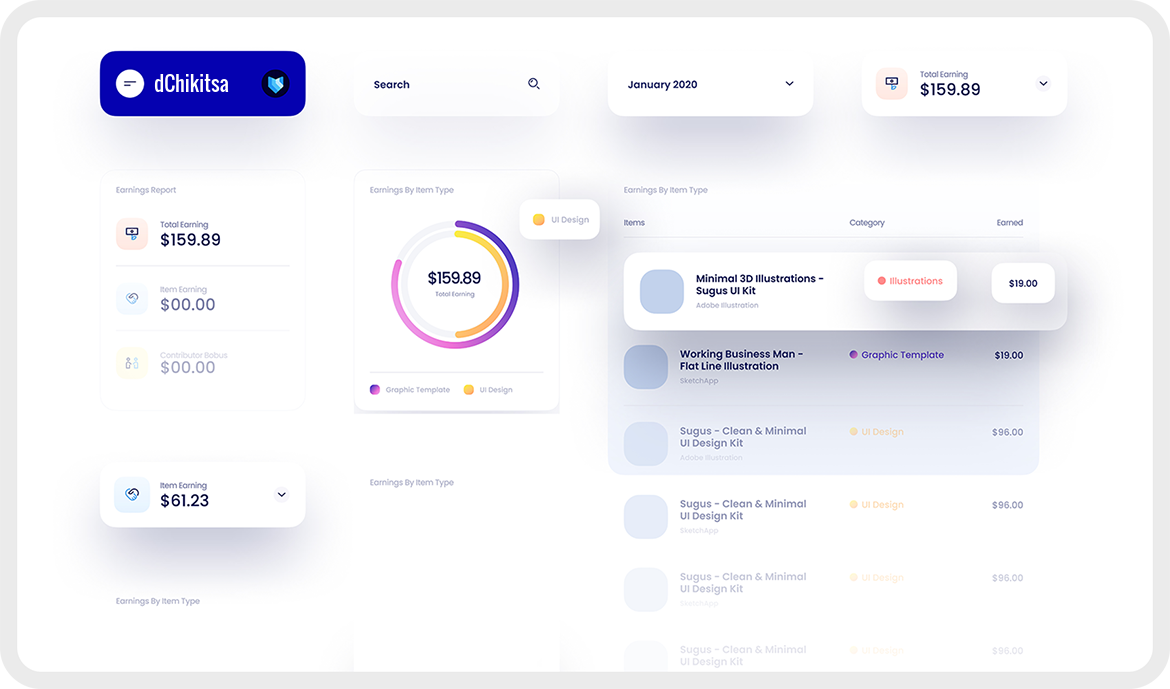 dChikitsa
Search
January 2020
Total Earning
$159.89
Earnings Report
Total Earning
$159.89
Item Earning
$00.00
Contributor Bobus
$00.00
Earnings By Item Type
UI Design
$159.89
Total Earning
Graphic Template
UI Design
Earnings By Item Type
Items
Category
Earned
Minimal 3D Illustrations -
Sugus UI Kit
Adobe Illustration
Illustrations
$19.00
Working Business Man -
Flat Line Illustration
SketchApp
Graphic Template
$19.00
Sugus - Clean & Minimal
UI Design Kit
Adobe Illustration
UI Design
$96.00
Sugus - Clean & Minimal
UI Design Kit
SketchApp
UI Design
$96.00
Sugus - Clean & Minimal
UI Design Kit
SketchApp
UI Design
$96.00
Sugus - Clean & Minimal
UI Design Kit
UI Design
$96.00
Item Earning
$61.23
Earnings By Item Type
Earnings By Item Type